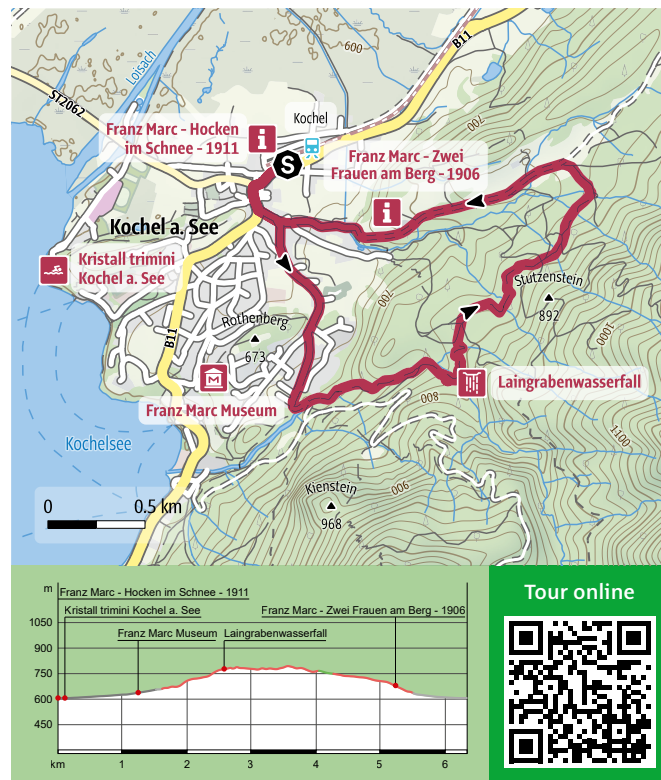 B11
600
Loisach
ST2062
Kochel
Franz Marc - Hocken
im Schnee - 1911
S
700
Franz Marc - Zwei
Frauen am Berg - 1906
Kochel a. See
Kristall trimini
Kochel a. See
Stutzenstein
892
700
Rothenberg
673
B11
1000
Laingrabenwasserfall
Franz Marc Museum
800
1100
Kochelsee
Kienstein
900
968
0 0.5 km
Tour online
m
Franz Marc - Hocken im Schnee - 1911
Kristall trimini Kochel a. See
Franz Marc - Zwei Frauen am Berg - 1906
Franz Marc Museum
Laingrabenwasserfall
1050
900
750
600
450
km 1 2 3 4 5 6